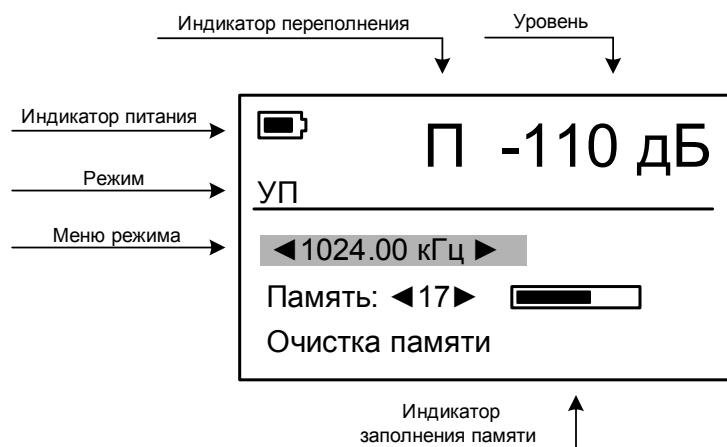 Индикатор переполнения
Уровень
Индикатор питания
П -110 дБ
Режим
УП
Меню режима
◄1024.00 кГц ►
Память: ◄17►
Очистка памяти
Индикатор
заполнения памяти